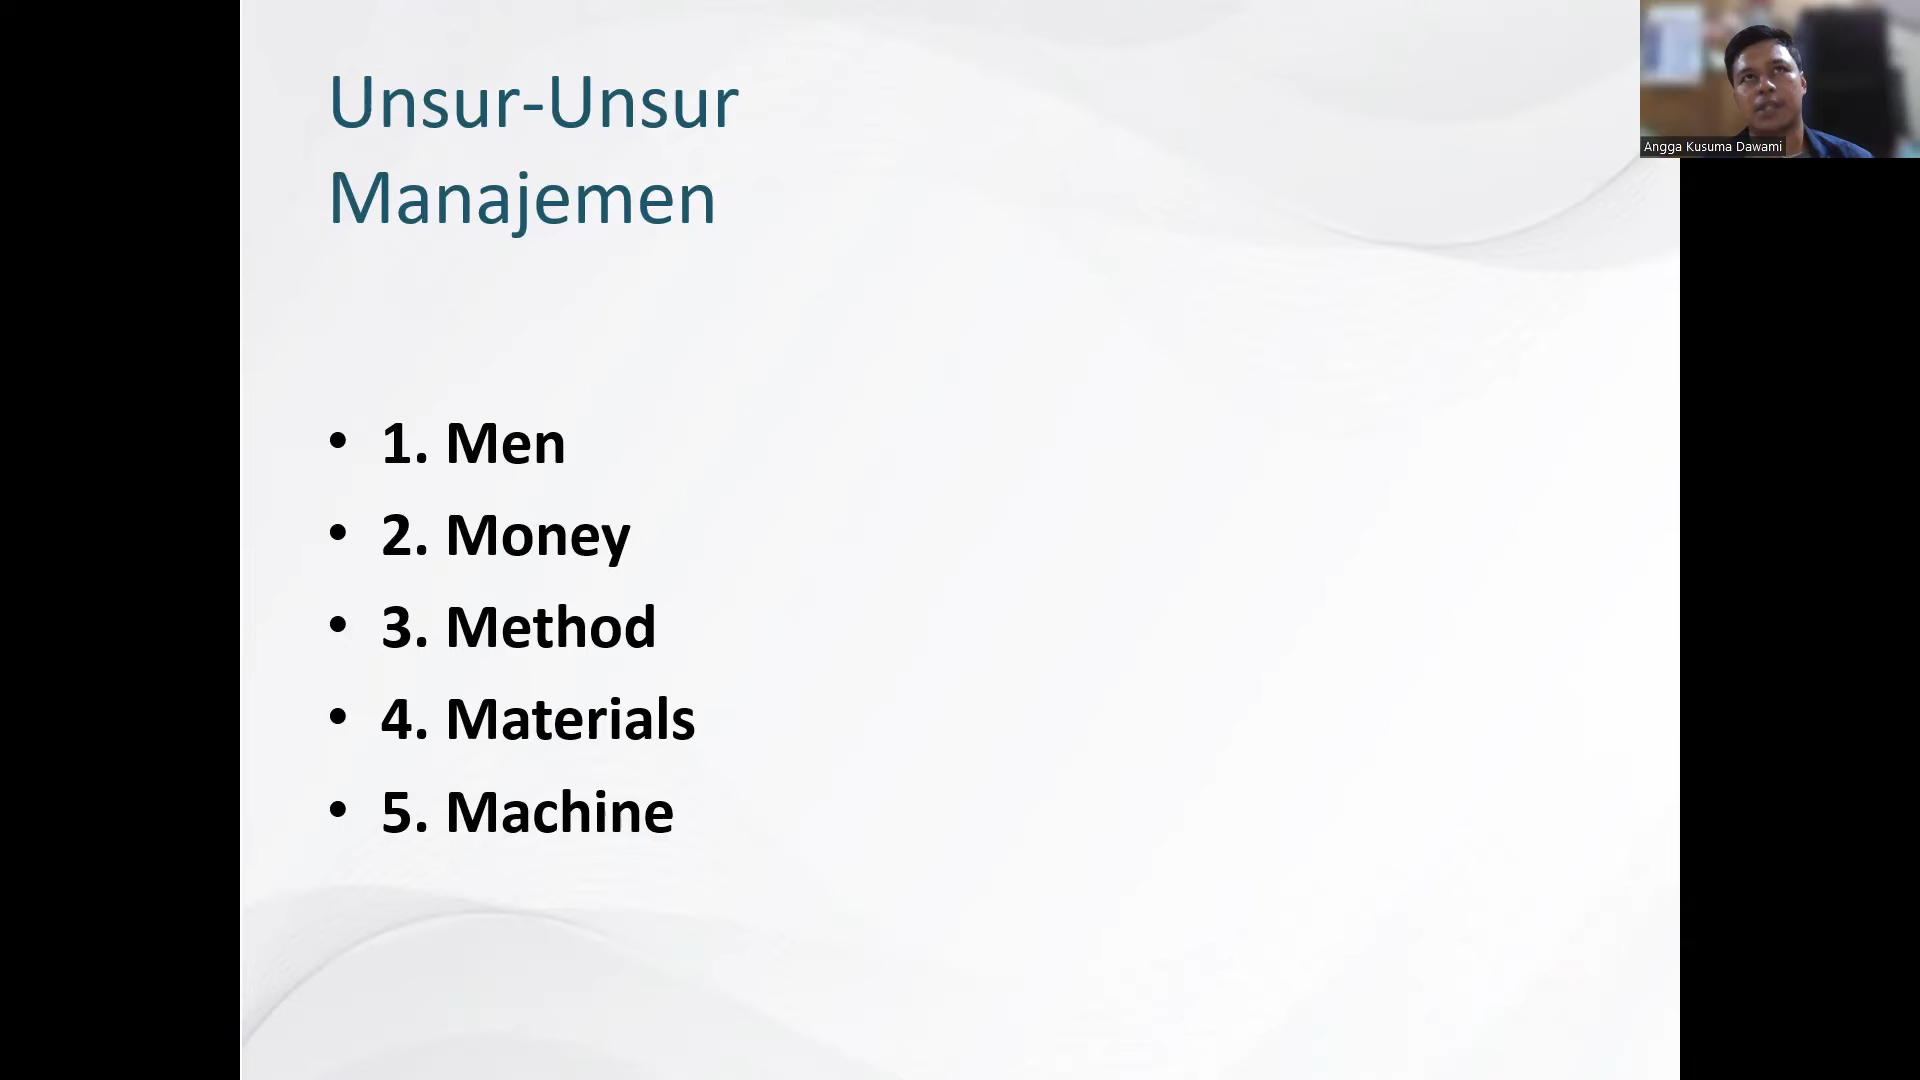 Unsur-Unsur
Manajemen
• 1. Men
• 2. Money
• 3. Method
• 4. Materials
• 5. Machine
Angga Kusuma Dawami